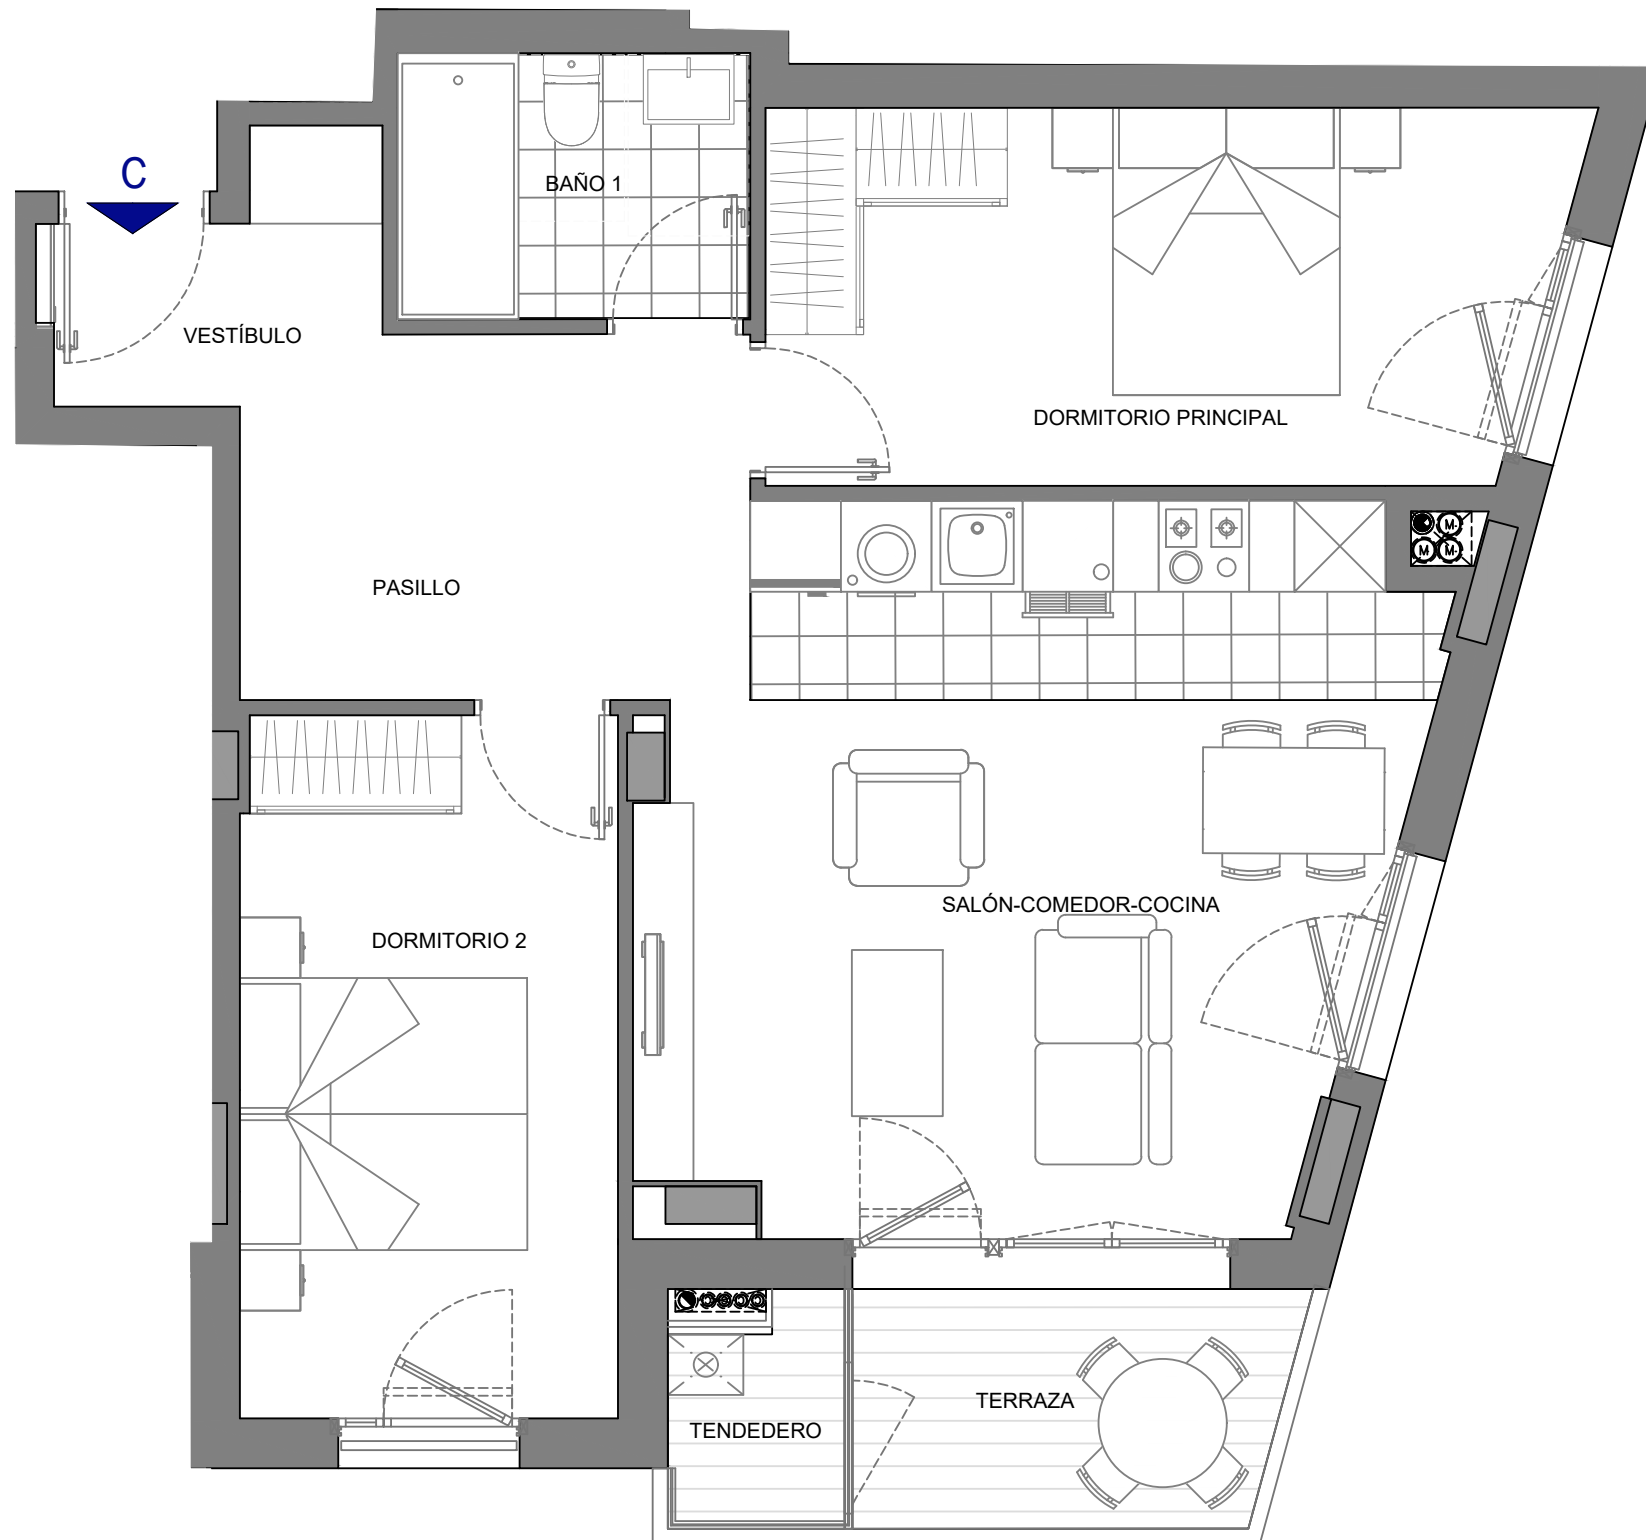 C
BAÑO 1
VESTÍBULO
DORMITORIO PRINCIPAL
M
M
M
PASILLO
SALÓN-COMEDOR-COCINA
DORMITORIO 2
TERRAZA
TENDEDERO